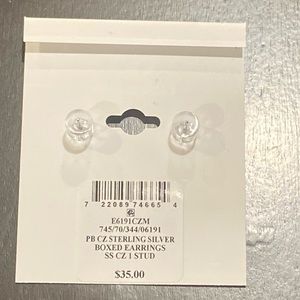 7 22089 74665 4
E6191CZM
745/70/344/06191
PB CZ STERLING SILVER
BOXED EARRINGS
SS CZ 1 STUD
$35.00